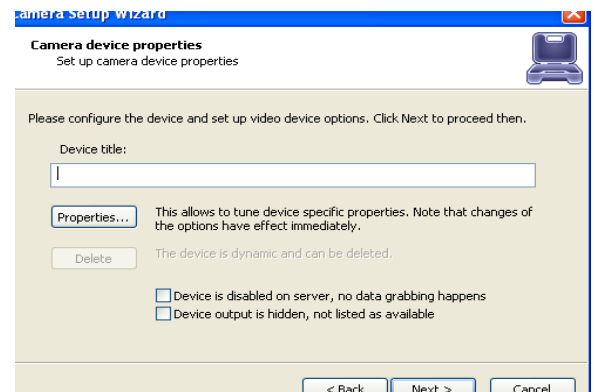 Camera Setup Wizard
Camera device properties
Set up camera device properties
Please configure the device and set up video device options. Click Next to proceed then.
Device title:
Properties...
This allows to tune device specific properties. Note that changes of
the options have effect immediately.
Delete
The device is dynamic and can be deleted.
Device is disabled on server, no data grabbing happens
Device output is hidden, not listed as available
< Back
Next >
Cancel